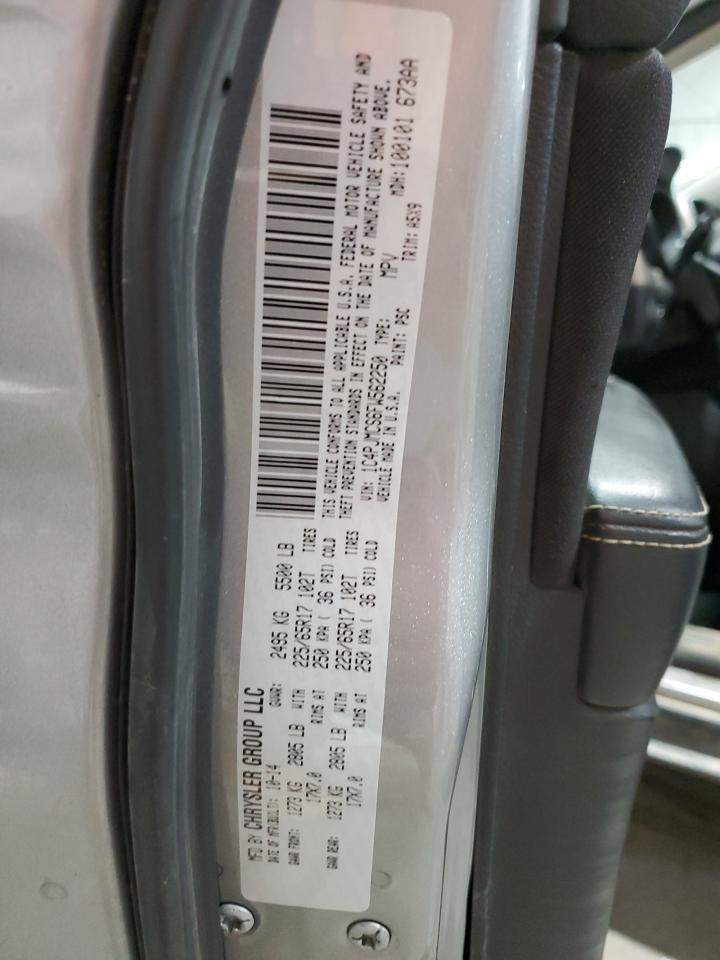 MFD BY CHRYSLER GROUP LLC
DATE OF MFR(BUILT): 10-14 GVWR: 2495 KG 5500 LB
GAWR FRONT: 1273 KG 2805 LB WITH 225/65R17 102T TIRES
17X7.0 RIMS AT 250 KPA ( 36 PSI) COLD
GAWR REAR: 1273 KG 2805 LB WITH 225/65R17 102T TIRES
17X7.0 RIMS AT 250 KPA ( 36 PSI) COLD
THIS VEHICLE CONFORMS TO ALL APPLICABLE U.S.A. FEDERAL MOTOR VEHICLE SAFETY AND
THEFT PREVENTION STANDARDS IN EFFECT ON THE DATE OF MANUFACTURE SHOWN ABOVE.
VIN: 1C4PJMCS6FW562250 TYPE: MPV MDH: 100101 673AA
VEHICLE MADE IN U.S.A. PAINT: PSC TRIM: A5X9